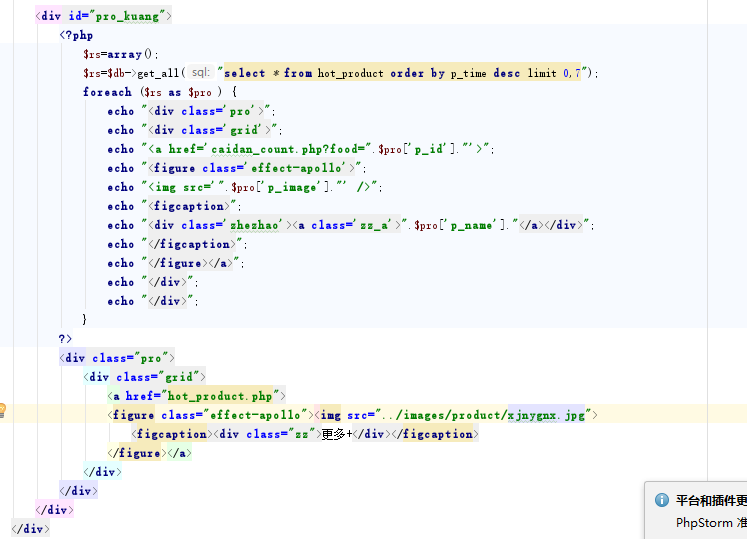 <div id="pro_kuang">
<?php
$rs=array();
$rs=$db->get_all( sql: "select * from hot_product order by p_time desc limit 0,7");
foreach ($rs as $pro ) {
echo "<div class='pro'>";
echo "<div class='grid'>";
echo "<a href='caidan_count.php?food=".$pro['p_id']."'>";
echo "<figure class='effect-apollo'>";
echo "<img src='".$pro['p_image']."' />";
echo "<figcaption>";
echo "<div class='zhezhao'><a class='zz_a'>".$pro['p_name']."</a></div>";
echo "</figcaption>";
echo "</figure></a>";
echo "</div>";
echo "</div>";
}
?>
<div class="pro">
<div class="grid">
<a href="hot_product.php">
<figure class="effect-apollo"><img src="../images/product/xjnygnx.jpg">
<figcaption><div class="zz">更多+</div></figcaption>
</figure></a>
</div>
</div>
</div>
</div>
平台和插件更
PhpStorm 准